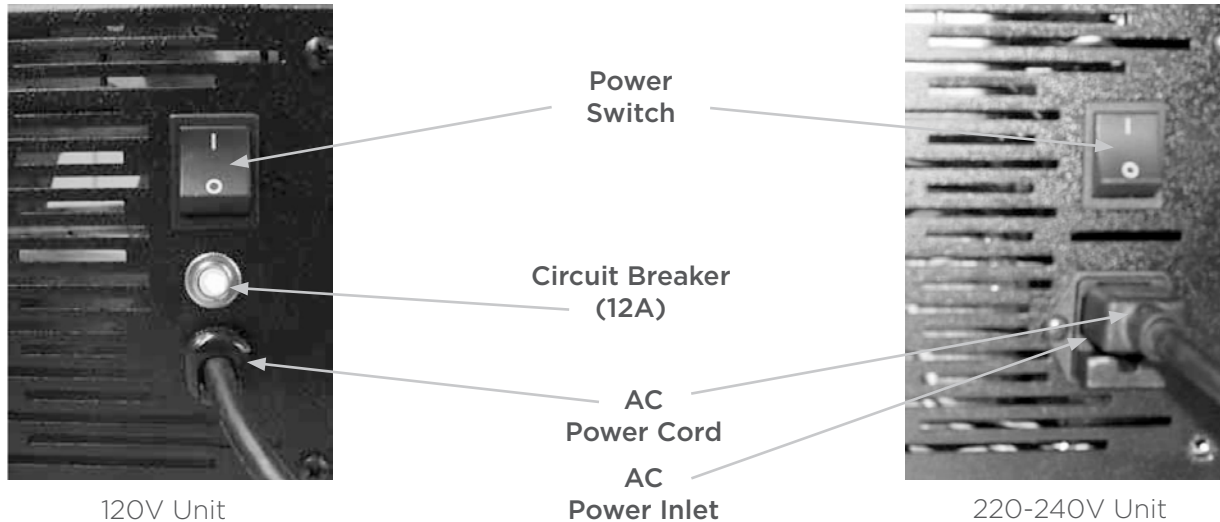 Power
Switch
Circuit Breaker
(12A)
AC
Power Cord
AC
Power Inlet
120V Unit
220-240V Unit